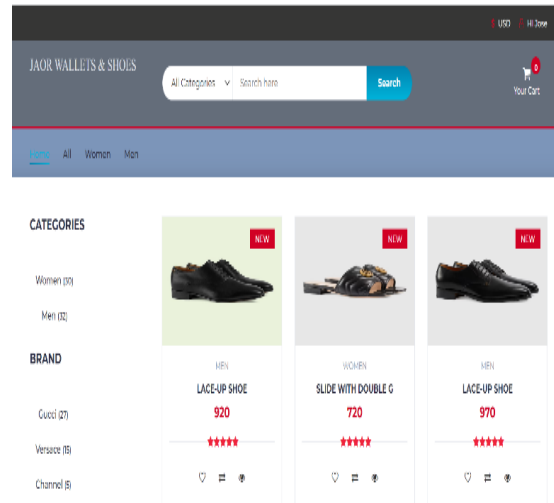 USD Hi Jose
JAOR WALLETS & SHOES
All Categories Search here Search
0
Your Cart
Home All Women Men
CATEGORIES
Women (30)
Men (32)
BRAND
Gucci (27)
Versace (15)
Channel (5)
NEW
MEN
LACE-UP SHOE
920
NEW
WOMEN
SLIDE WITH DOUBLE G
720
NEW
MEN
LACE-UP SHOE
970